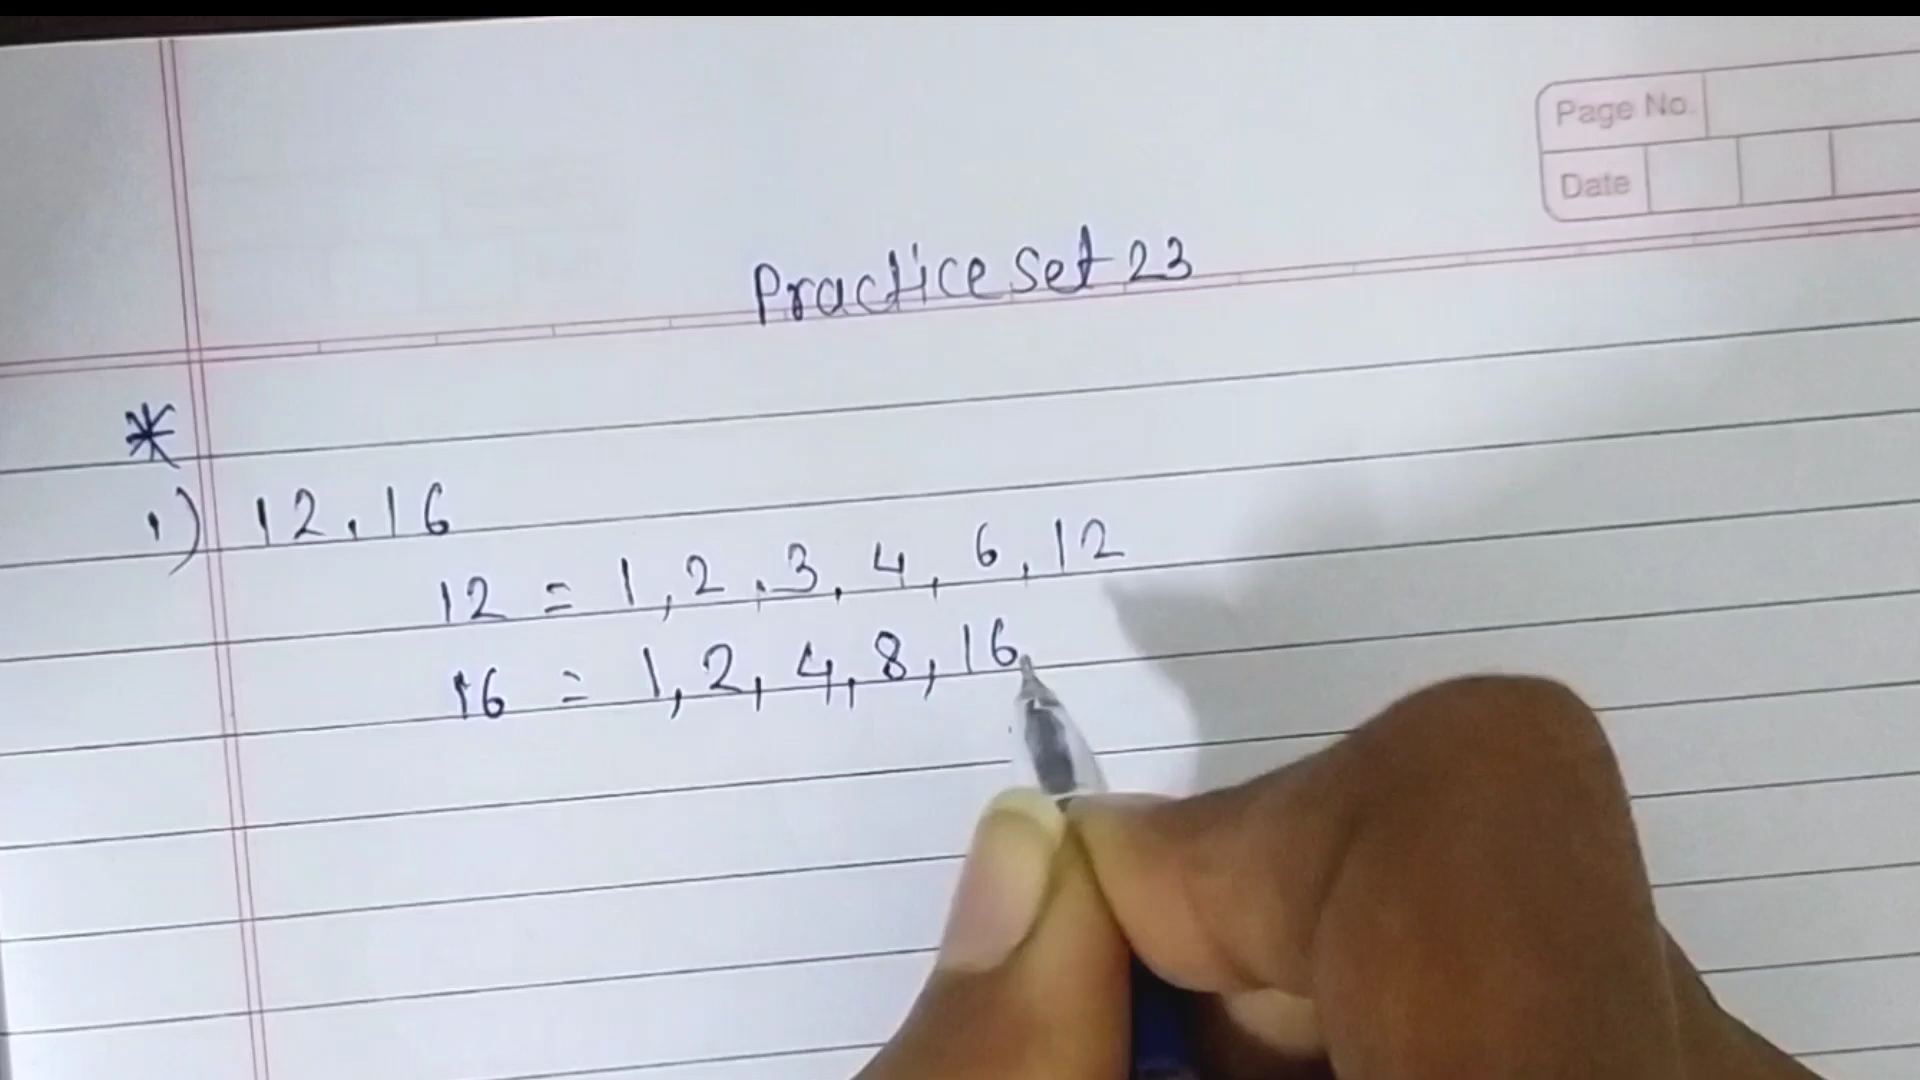 Page No.
Date
Practice set 23
*
1) 12, 16
12 = 1, 2, 3, 4, 6, 12
16 = 1, 2, 4, 8, 16